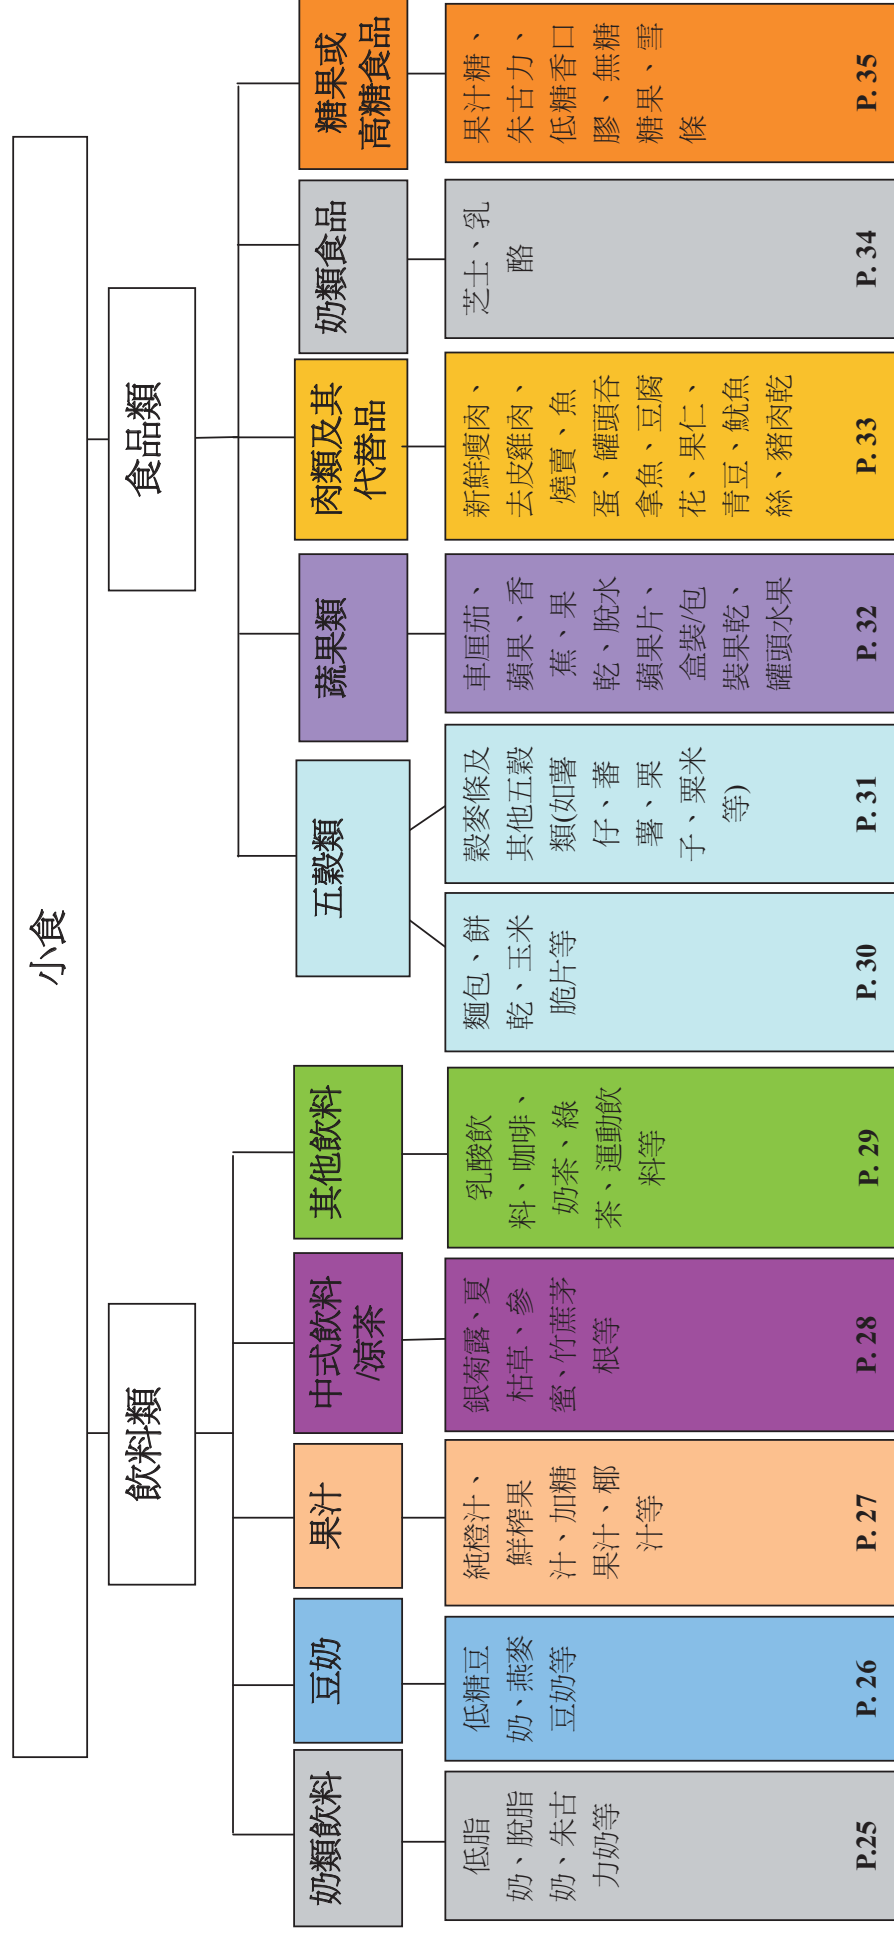 小食
飲料類
食品類
奶類飲料
豆奶
果汁
中式飲料
/涼茶
其他飲料
五穀類
蔬果類
肉類及其
代替品
奶類食品
糖果或
高糖食品
低脂
奶、脫脂
奶、朱古
力奶等
P.25
低糖豆
奶、燕麥
豆奶等
P. 26
純橙汁、
鮮榨果
汁、加糖
果汁、椰
汁等
P. 27
銀菊露、夏
枯草、參
蜜、竹蔗茅
根等
P. 28
乳酸飲
料、咖啡、
奶茶、綠
茶、運動飲
料等
P. 29
麵包、餅
乾、玉米
脆片等
P. 30
穀麥條及
其他五穀
類(如薯
仔、蕃
薯、栗
子、粟米
等)
P. 31
車厘茄、
蘋果、香
蕉、果
乾、脫水
蘋果片、
盒裝/包
裝果乾、
罐頭水果
P. 32
新鮮瘦肉、
去皮雞肉、
燒賣、魚
蛋、罐頭吞
拿魚、豆腐
花、果仁、
青豆、魷魚
絲、豬肉乾
P. 33
芝士、乳
酪
P. 34
果汁糖、
朱古力、
低糖香口
膠、無糖
糖果、雪
條
P. 35